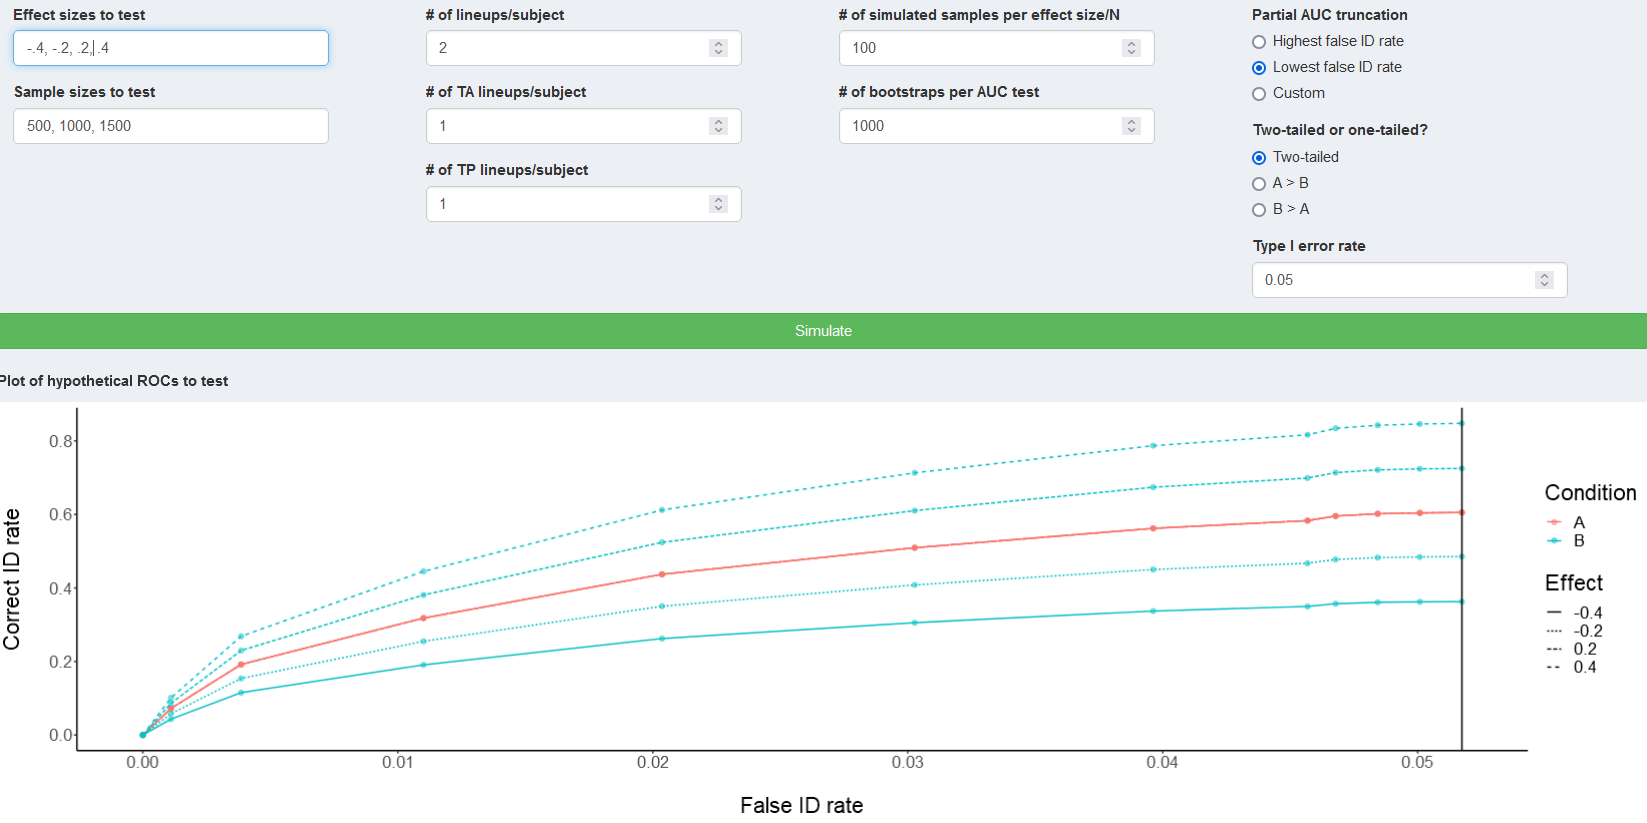 Effect sizes to test
-.4, -.2, .2, .4
Sample sizes to test
500, 1000, 1500
# of lineups/subject
2
# of TA lineups/subject
1
# of TP lineups/subject
1
# of simulated samples per effect size/N
100
# of bootstraps per AUC test
1000
Partial AUC truncation
Highest false ID rate
Lowest false ID rate
Custom
Two-tailed or one-tailed?
Two-tailed
A > B
B > A
Type I error rate
0.05
Simulate
Plot of hypothetical ROCs to test
Correct ID rate
0.8
0.6
0.4
0.2
0.0
0.00 0.01 0.02 0.03 0.04 0.05
False ID rate
Condition
A
B
Effect
-0.4
-0.2
0.2
0.4